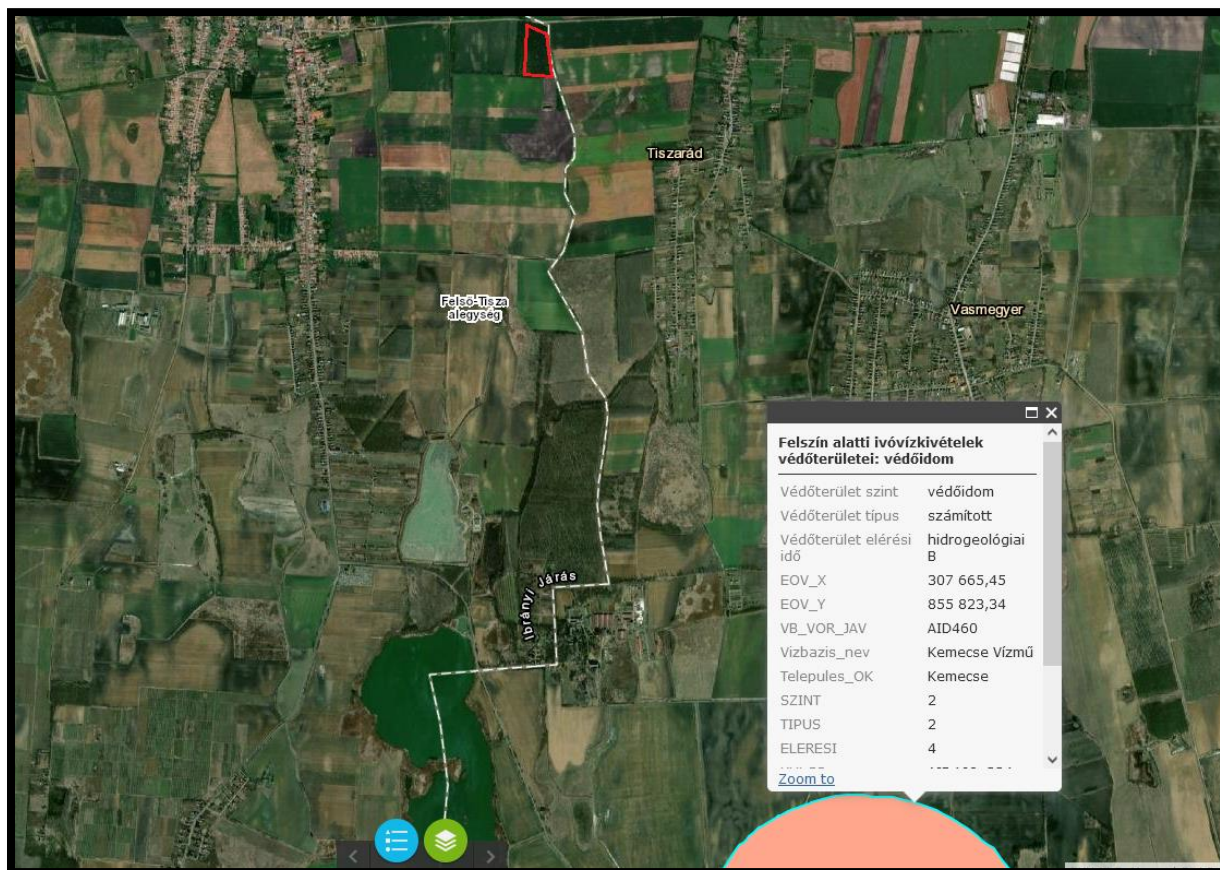 Tiszarád
Felső-Tisza
alegység
Vasmegyer
Ibrányi Járás
Felszín alatti ivóvízkivételek
védőterületei: védőidom
Védőterület szint védőidom
Védőterület típus számított
Védőterület elérési hidrogeológiai
idő B
EOV_X 307 665,45
EOV_Y 855 823,34
VB_VOR_JAV AID460
Vizbazis_nev Kemecse Vízmű
Telepules_OK Kemecse
SZINT 2
TIPUS 2
ELERESI 4
Zoom to